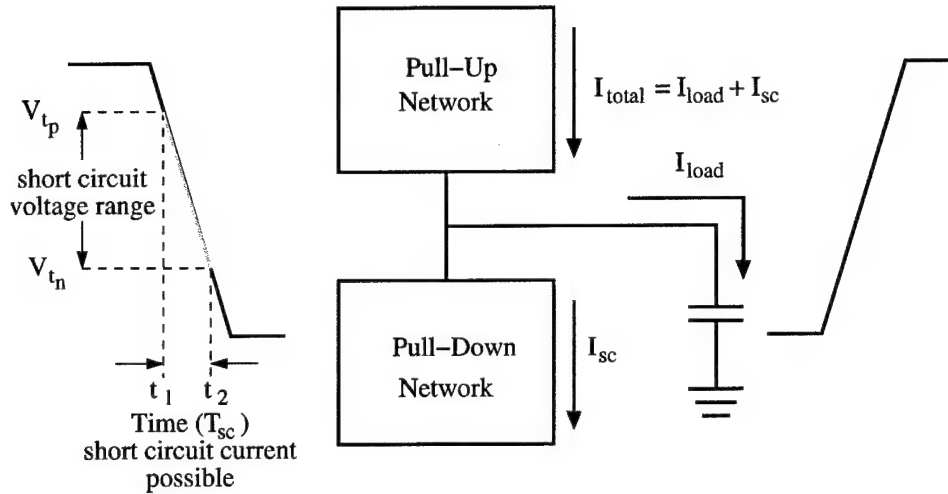 V_tp
short circuit
voltage range
V_tn
t_1 t_2
Time (T_sc)
short circuit current
possible
Pull-Up
Network
I_total = I_load + I_sc
I_load
Pull-Down
Network
I_sc